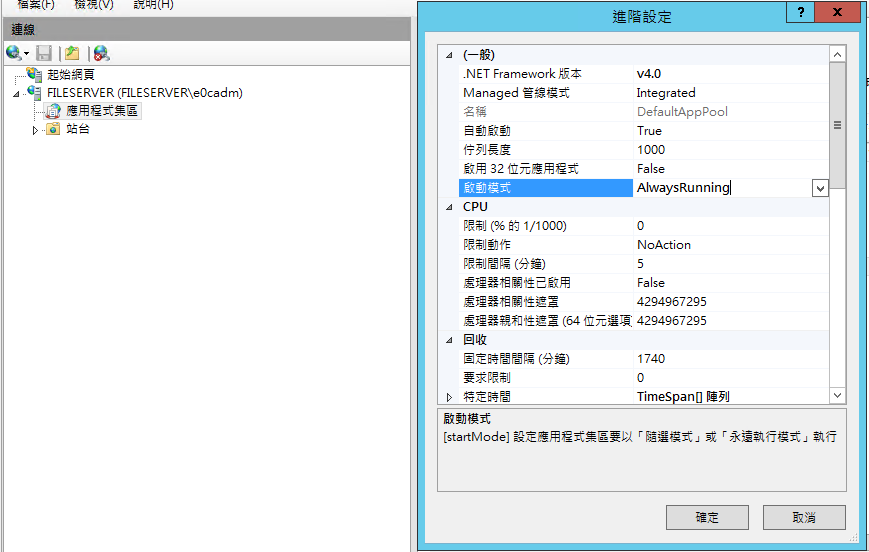 檔案(F) 檢視(V) 說明(H)
連線
起始網頁
FILESERVER (FILESERVER\e0cadm)
應用程式集區
站台
進階設定
? x
(一般)
.NET Framework 版本 v4.0
Managed 管線模式 Integrated
名稱 DefaultAppPool
自動啟動 True
佇列長度 1000
啟用 32 位元應用程式 False
啟動模式 AlwaysRunning
CPU
限制 (% 的 1/1000) 0
限制動作 NoAction
限制間隔 (分鐘) 5
處理器相關性已啟用 False
處理器相關性遮罩 4294967295
處理器親和性遮罩 (64 位元選項 4294967295
回收
固定時間間隔 (分鐘) 1740
要求限制 0
特定時間 TimeSpan[] 陣列
啟動模式
[startMode] 設定應用程式集區要以「隨選模式」或「永遠執行模式」執行
確定 取消